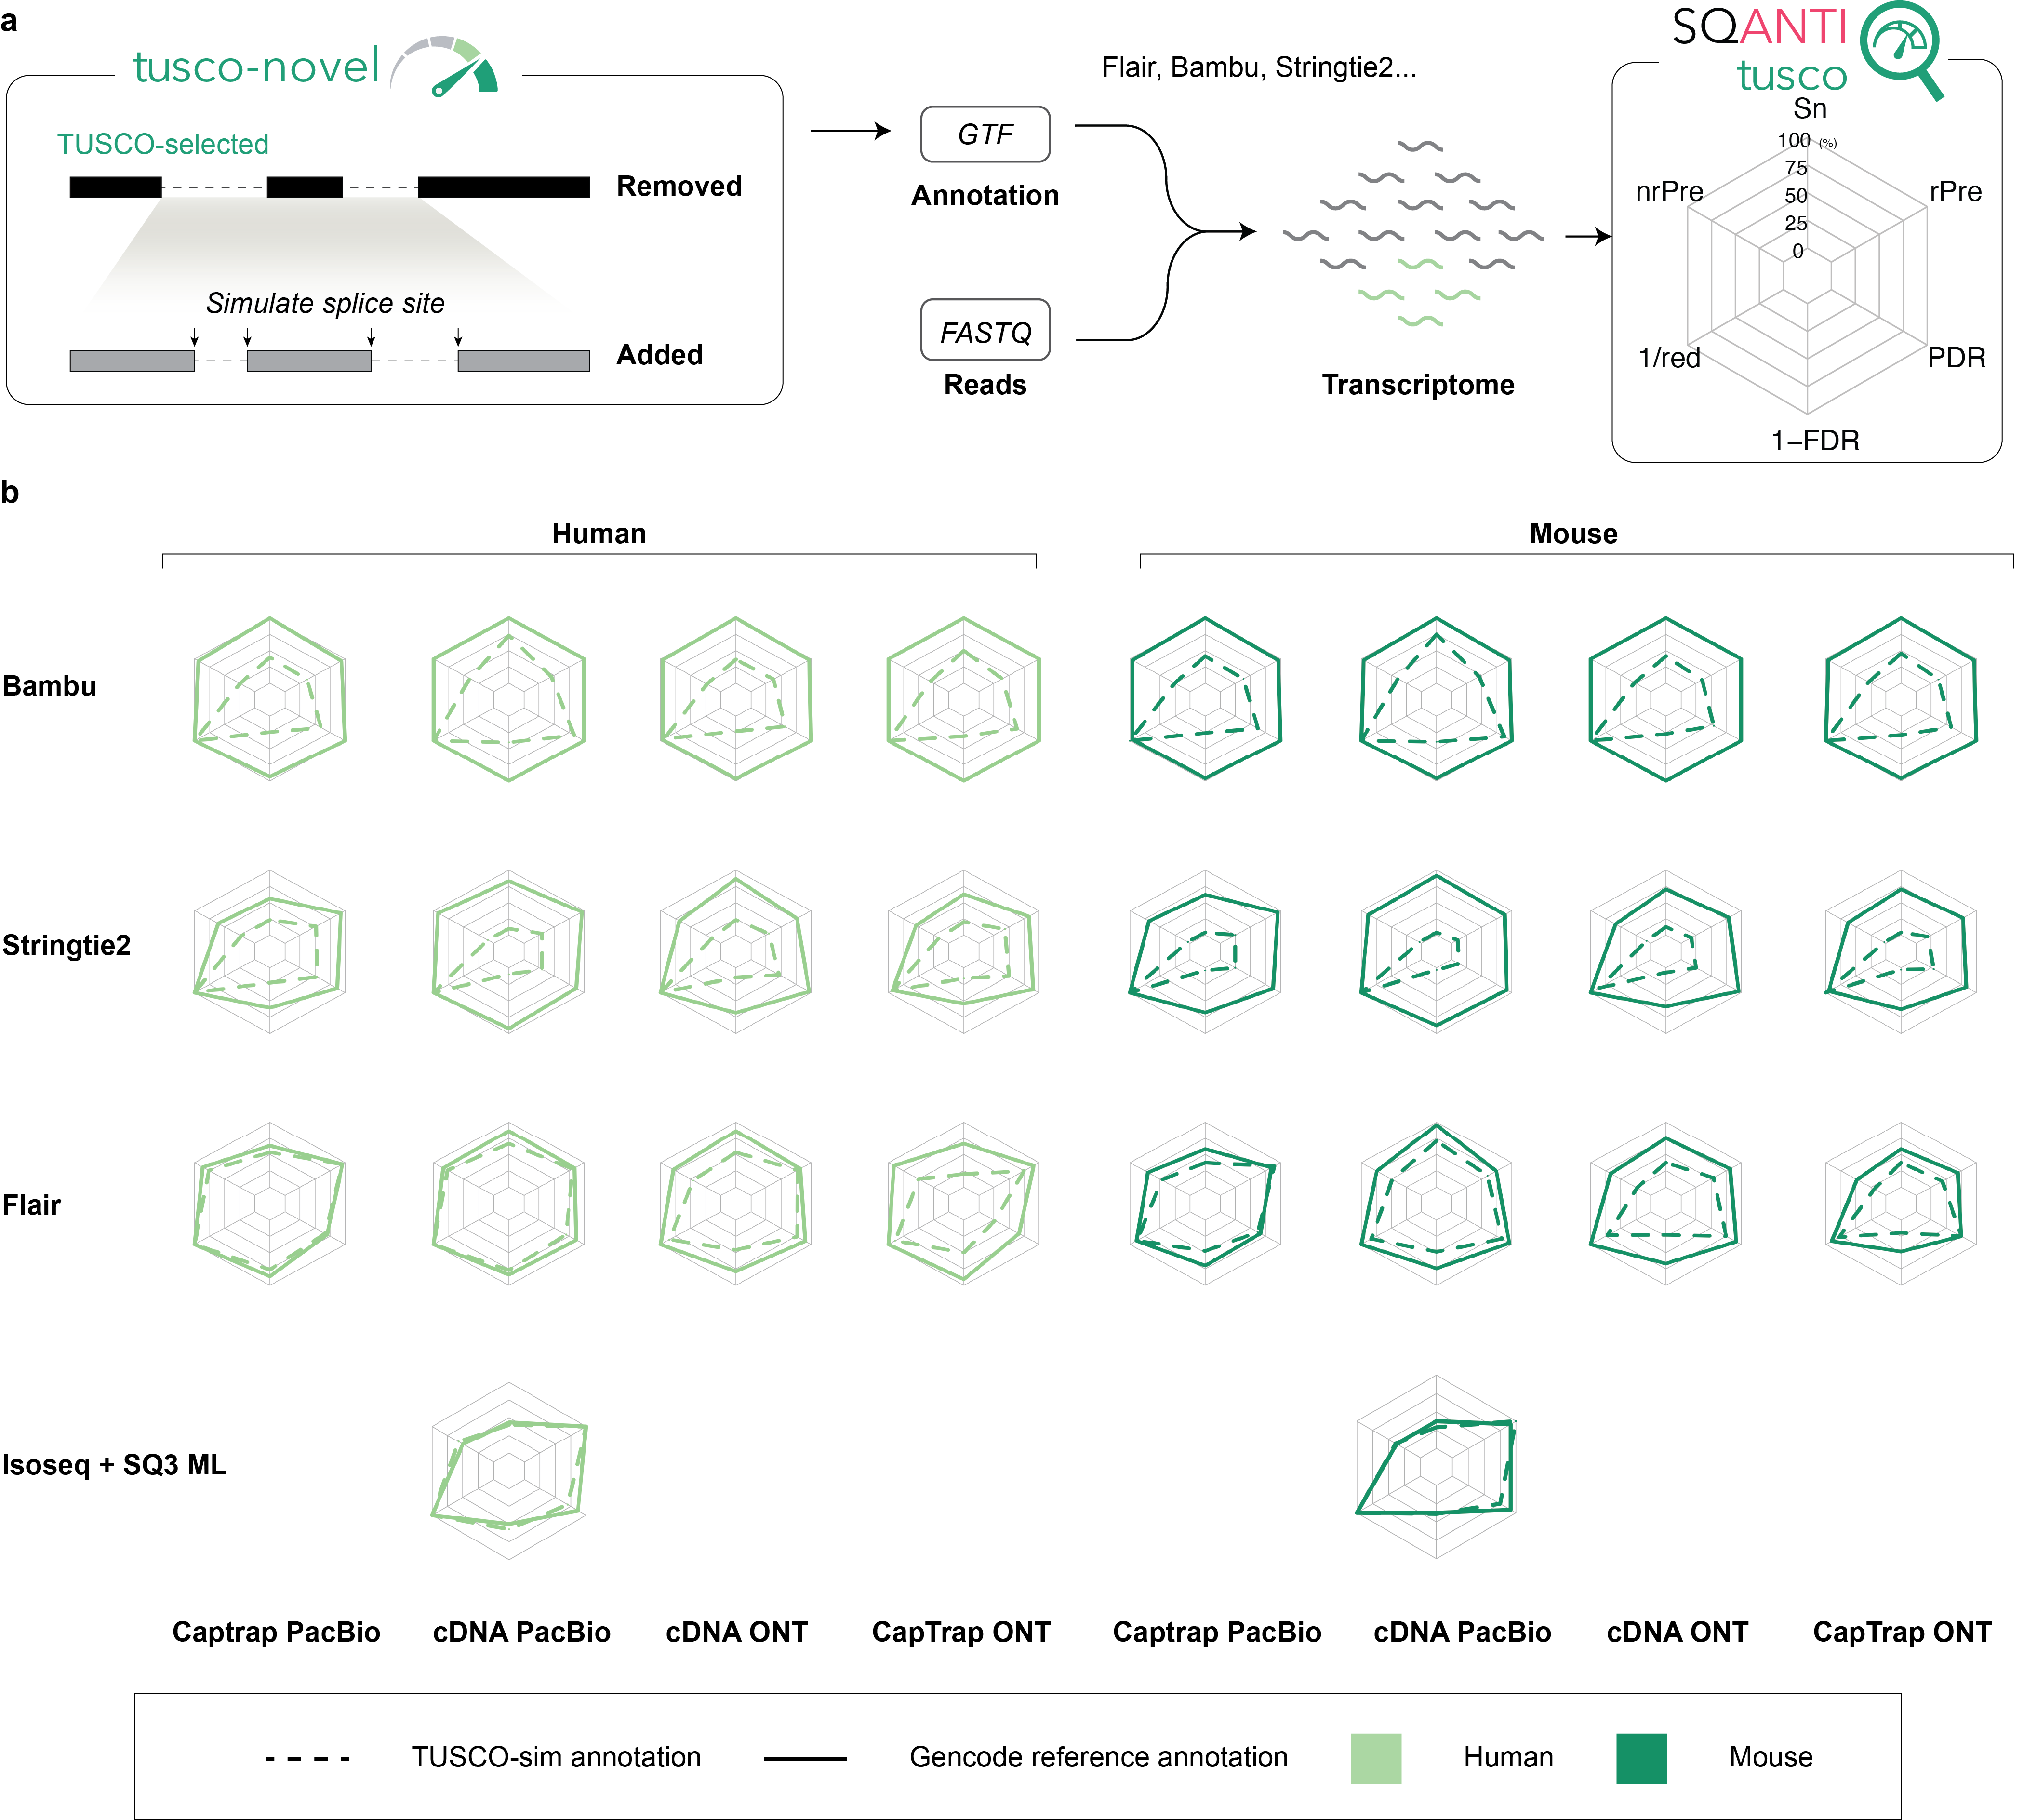 a
tusco-novel
TUSCO-selected
Removed
Simulate splice site
Added
GTF
Annotation
FASTQ
Reads
Flair, Bambu, Stringtie2...
Transcriptome
SQANTI
tusco
Sn
100 (%)
75
50
25
0
nrPre
rPre
1/red
PDR
1–FDR
b
Human
Mouse
Bambu
Stringtie2
Flair
Isoseq + SQ3 ML
Captrap PacBio
cDNA PacBio
cDNA ONT
CapTrap ONT
Captrap PacBio
cDNA PacBio
cDNA ONT
CapTrap ONT
TUSCO-sim annotation
Gencode reference annotation
Human
Mouse